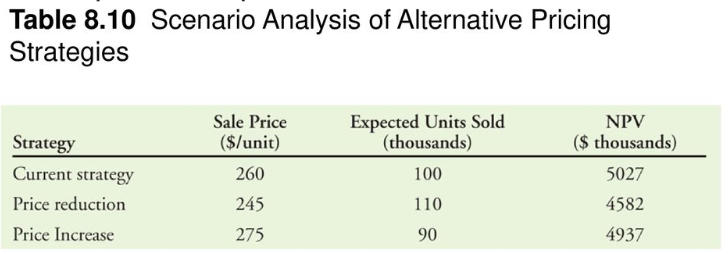 Table 8.10 Scenario Analysis of Alternative Pricing
Strategies
Sale Price Expected Units Sold NPV
Strategy ($/unit) (thousands) ($ thousands)
Current strategy 260 100 5027
Price reduction 245 110 4582
Price Increase 275 90 4937